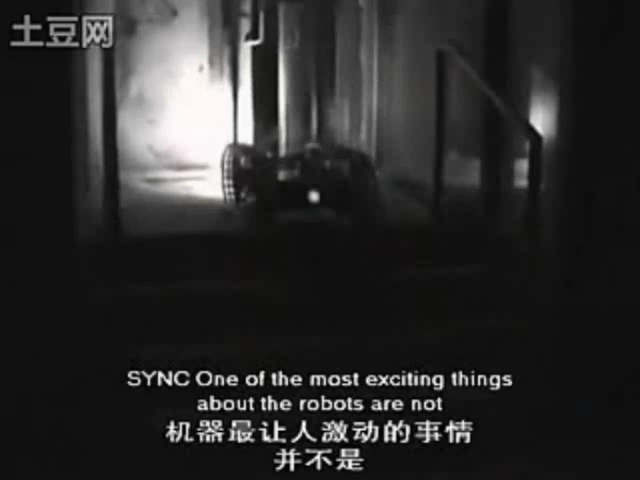 土豆网
SYNC One of the most exciting things
about the robots are not
机器最让人激动的事情
并不是